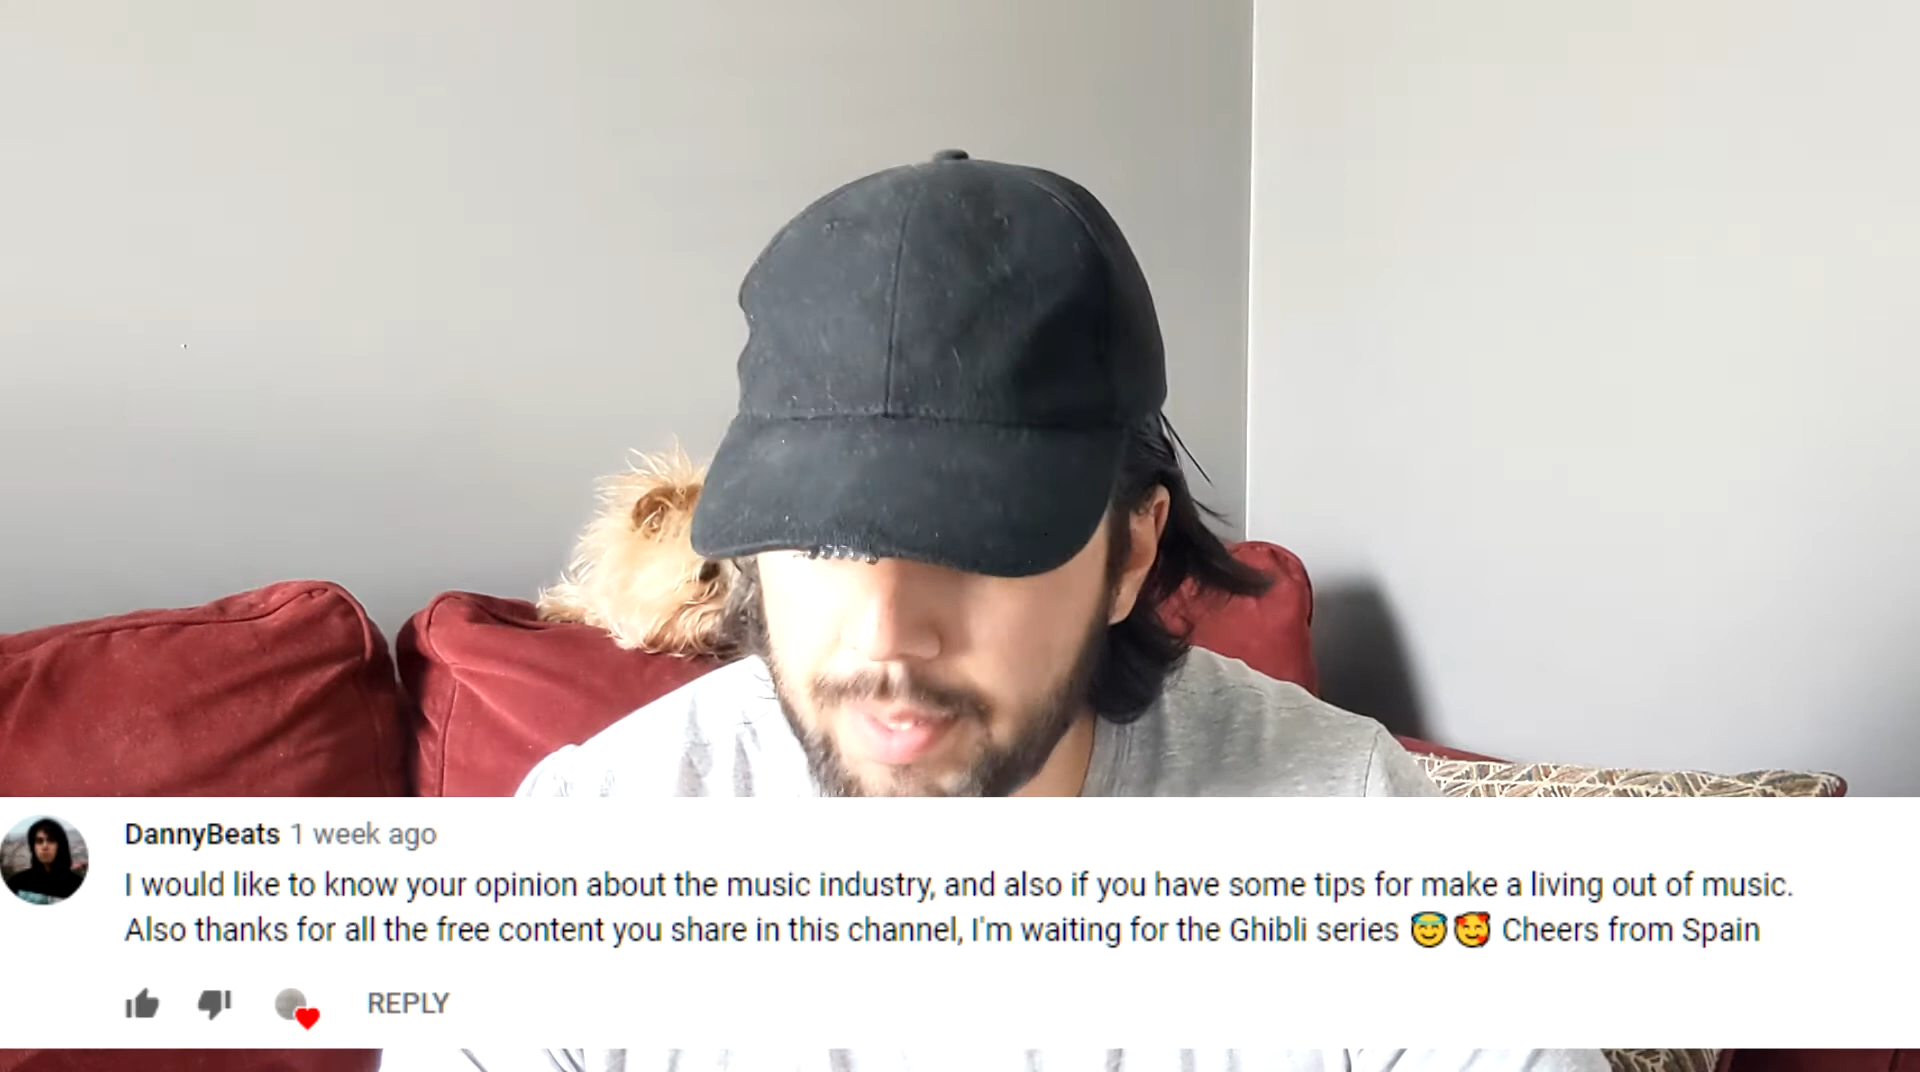 DannyBeats 1 week ago
I would like to know your opinion about the music industry, and also if you have some tips for make a living out of music.
Also thanks for all the free content you share in this channel, I'm waiting for the Ghibli series 😇🥰 Cheers from Spain
REPLY